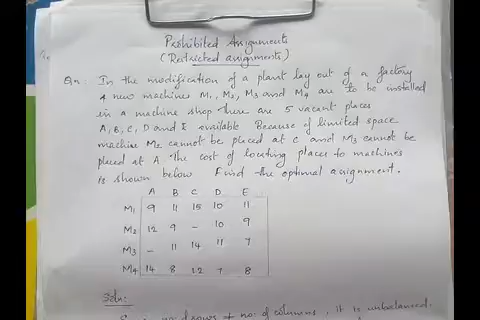 Prohibited Assignments
(Restricted assignments)
Qn: In the modification of a plant lay out of a factory
4 new machines M1, M2, M3 and M4 are to be installed
in a machine shop there are 5 vacant places
A, B, C, D and E available Because of limited space
machine M2 cannot be placed at C and M3 cannot be
placed at A the cost of locating places to machines
is shown below Find the optimal assignment.
A B C D E
M1 9 11 15 10 11
M2 12 9 - 10 9
M3 - 11 14 11 7
M4 14 8 12 7 8
Soln:
no: of rows ≠ no: of columns, it is unbalanced.